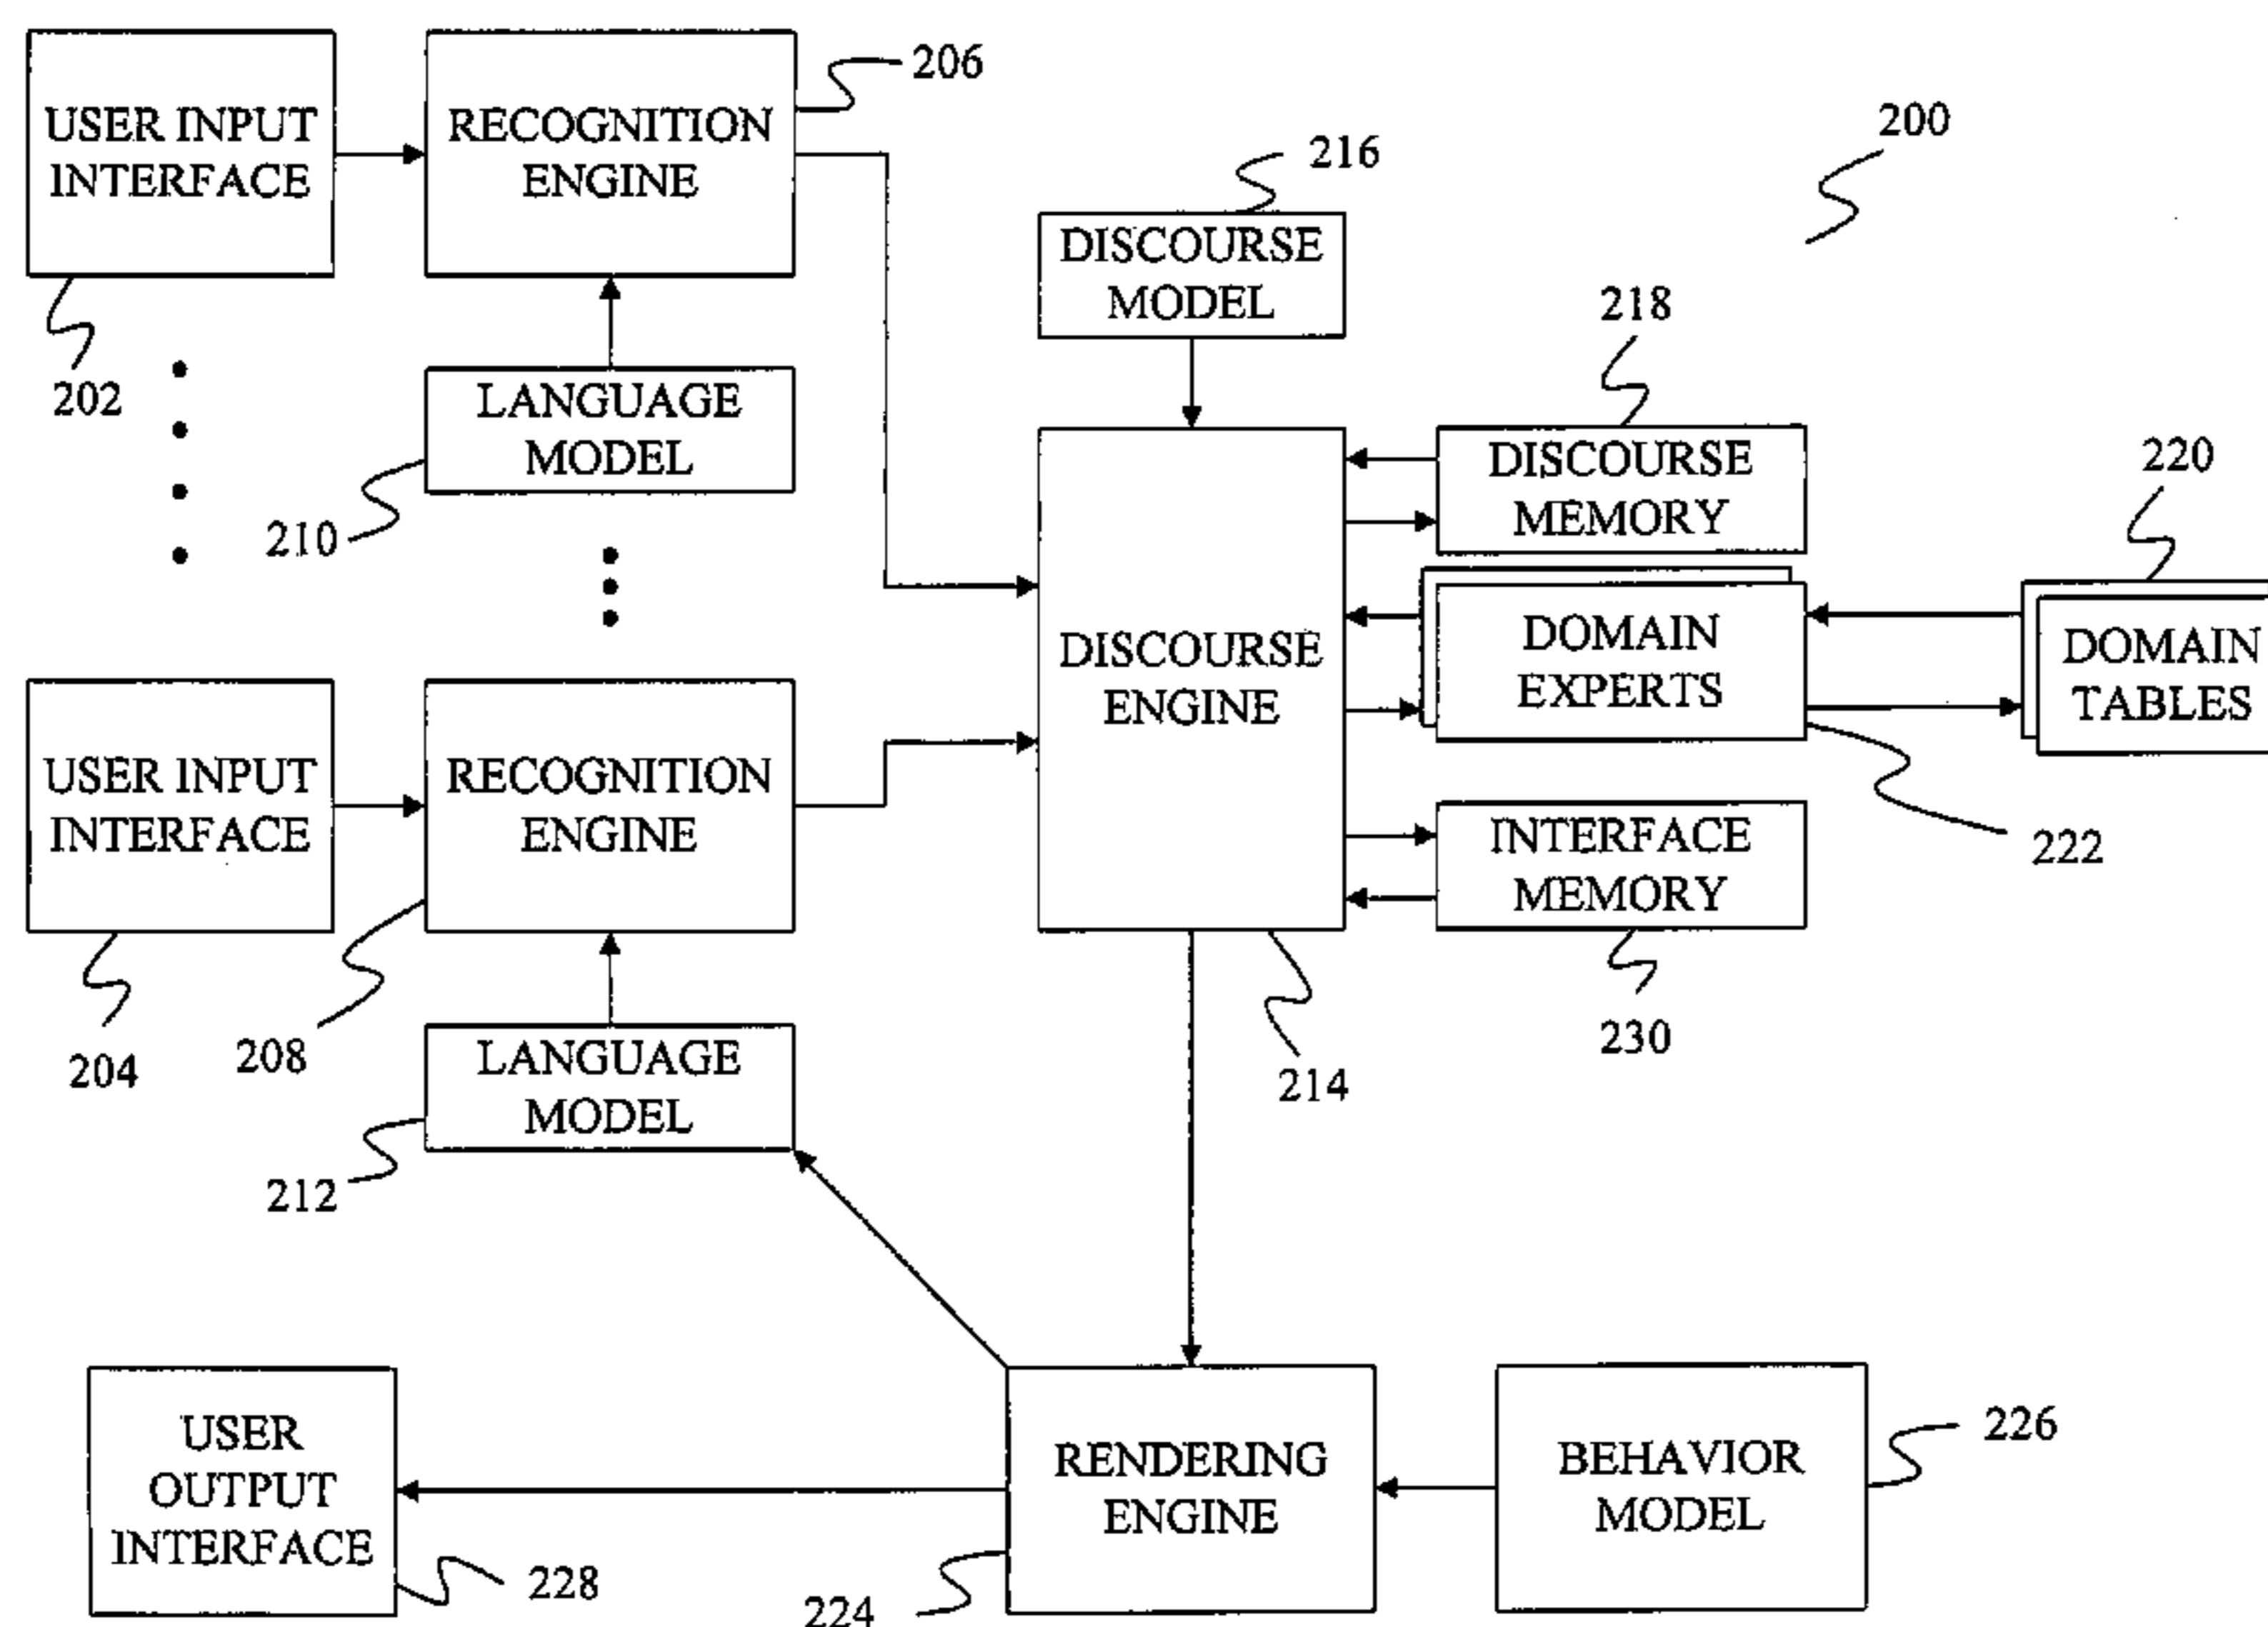 USER INPUT
INTERFACE
202
RECOGNITION
ENGINE
206
LANGUAGE
MODEL
210
DISCOURSE
MODEL
216
200
DISCOURSE
MEMORY
218
DOMAIN
EXPERTS
222
DOMAIN
TABLES
220
DISCOURSE
ENGINE
214
INTERFACE
MEMORY
230
USER INPUT
INTERFACE
204
RECOGNITION
ENGINE
208
LANGUAGE
MODEL
212
USER
OUTPUT
INTERFACE
228
RENDERING
ENGINE
224
BEHAVIOR
MODEL
226